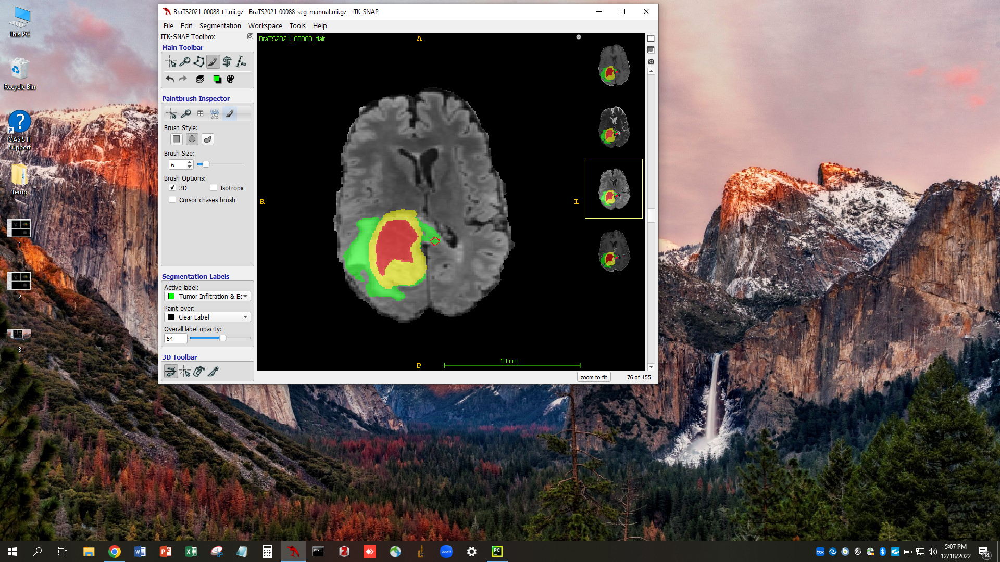 This PC
Recycle Bin
OASIS IT
Support
temp
1
2
3
BraTS2021_00088_t1.nii.gz - BraTS2021_00088_seg_manual.nii.gz - ITK-SNAP
File Edit Segmentation Workspace Tools Help
ITK-SNAP Toolbox
Main Toolbar
Ab
Paintbrush Inspector
Brush Style:
Brush Size:
6
Brush Options:
3D Isotropic
Cursor chases brush
Segmentation Labels
Active label:
Tumor Infiltration & Ec
Paint over:
Clear Label
Overall label opacity:
54
3D Toolbar
BraTS2021_00088_flair
A
R
L
P
10 cm
zoom to fit
76 of 155
zoom
PC
box
5:07 PM
12/18/2022
14